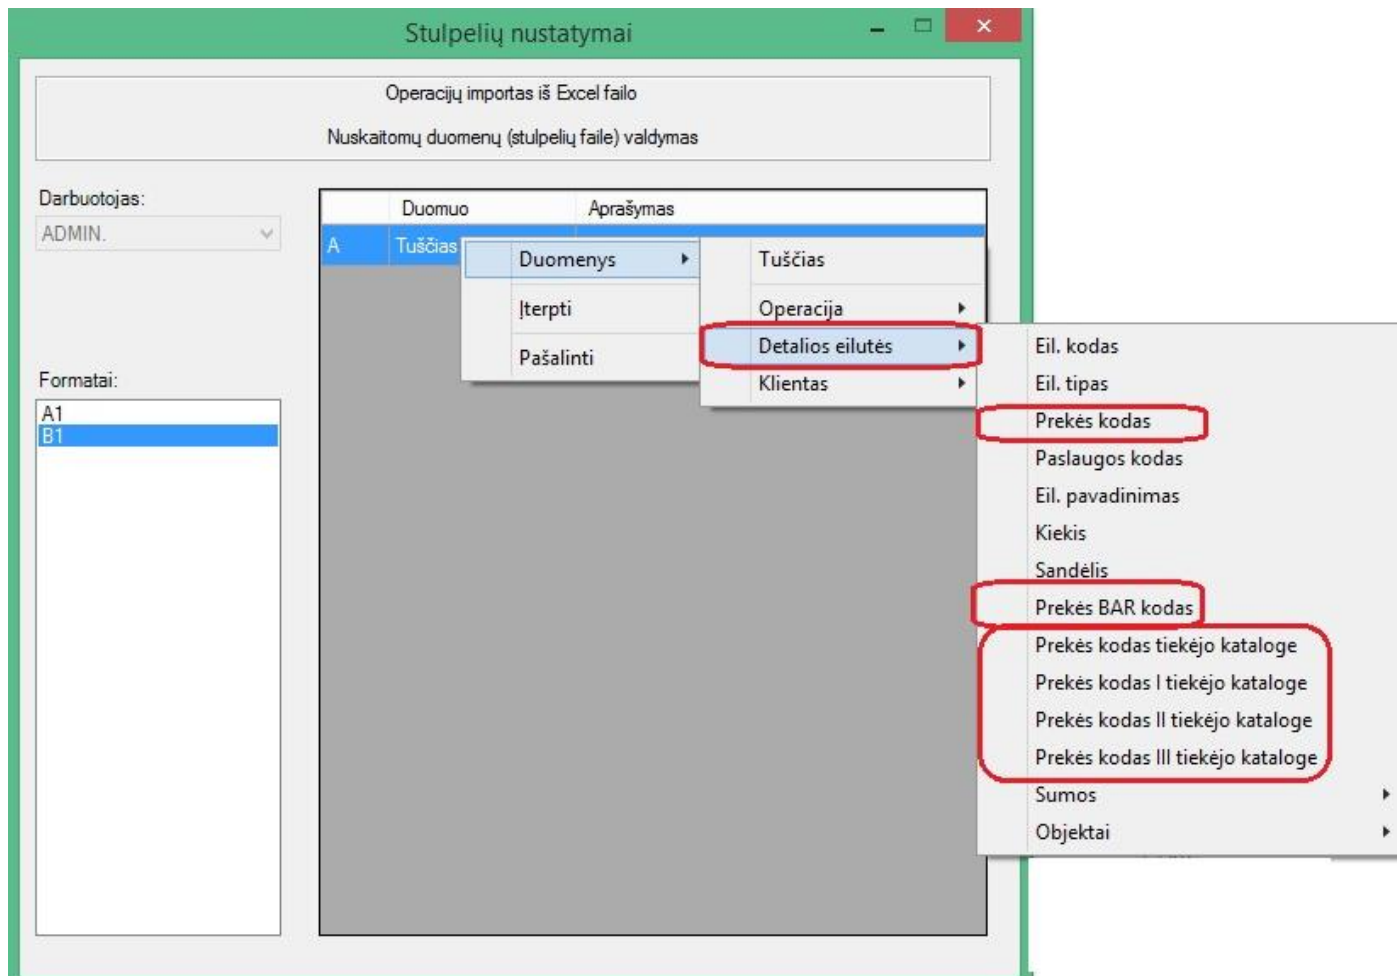 Stulpelių nustatymai
Operacijų importas iš Excel failo
Nuskaitomų duomenų (stulpelių faile) valdymas
Darbuotojas:
ADMIN.
Duomuo Aprašymas
A Tuščias
Duomenys
Įterpti
Pašalinti
Tuščias
Operacija
Detalios eilutės
Klientas
Eil. kodas
Eil. tipas
Prekės kodas
Paslaugos kodas
Eil. pavadinimas
Kiekis
Sandėlis
Prekės BAR kodas
Prekės kodas tiekėjo kataloge
Prekės kodas I tiekėjo kataloge
Prekės kodas II tiekėjo kataloge
Prekės kodas III tiekėjo kataloge
Sumos
Objektai
Formatai:
A1
B1